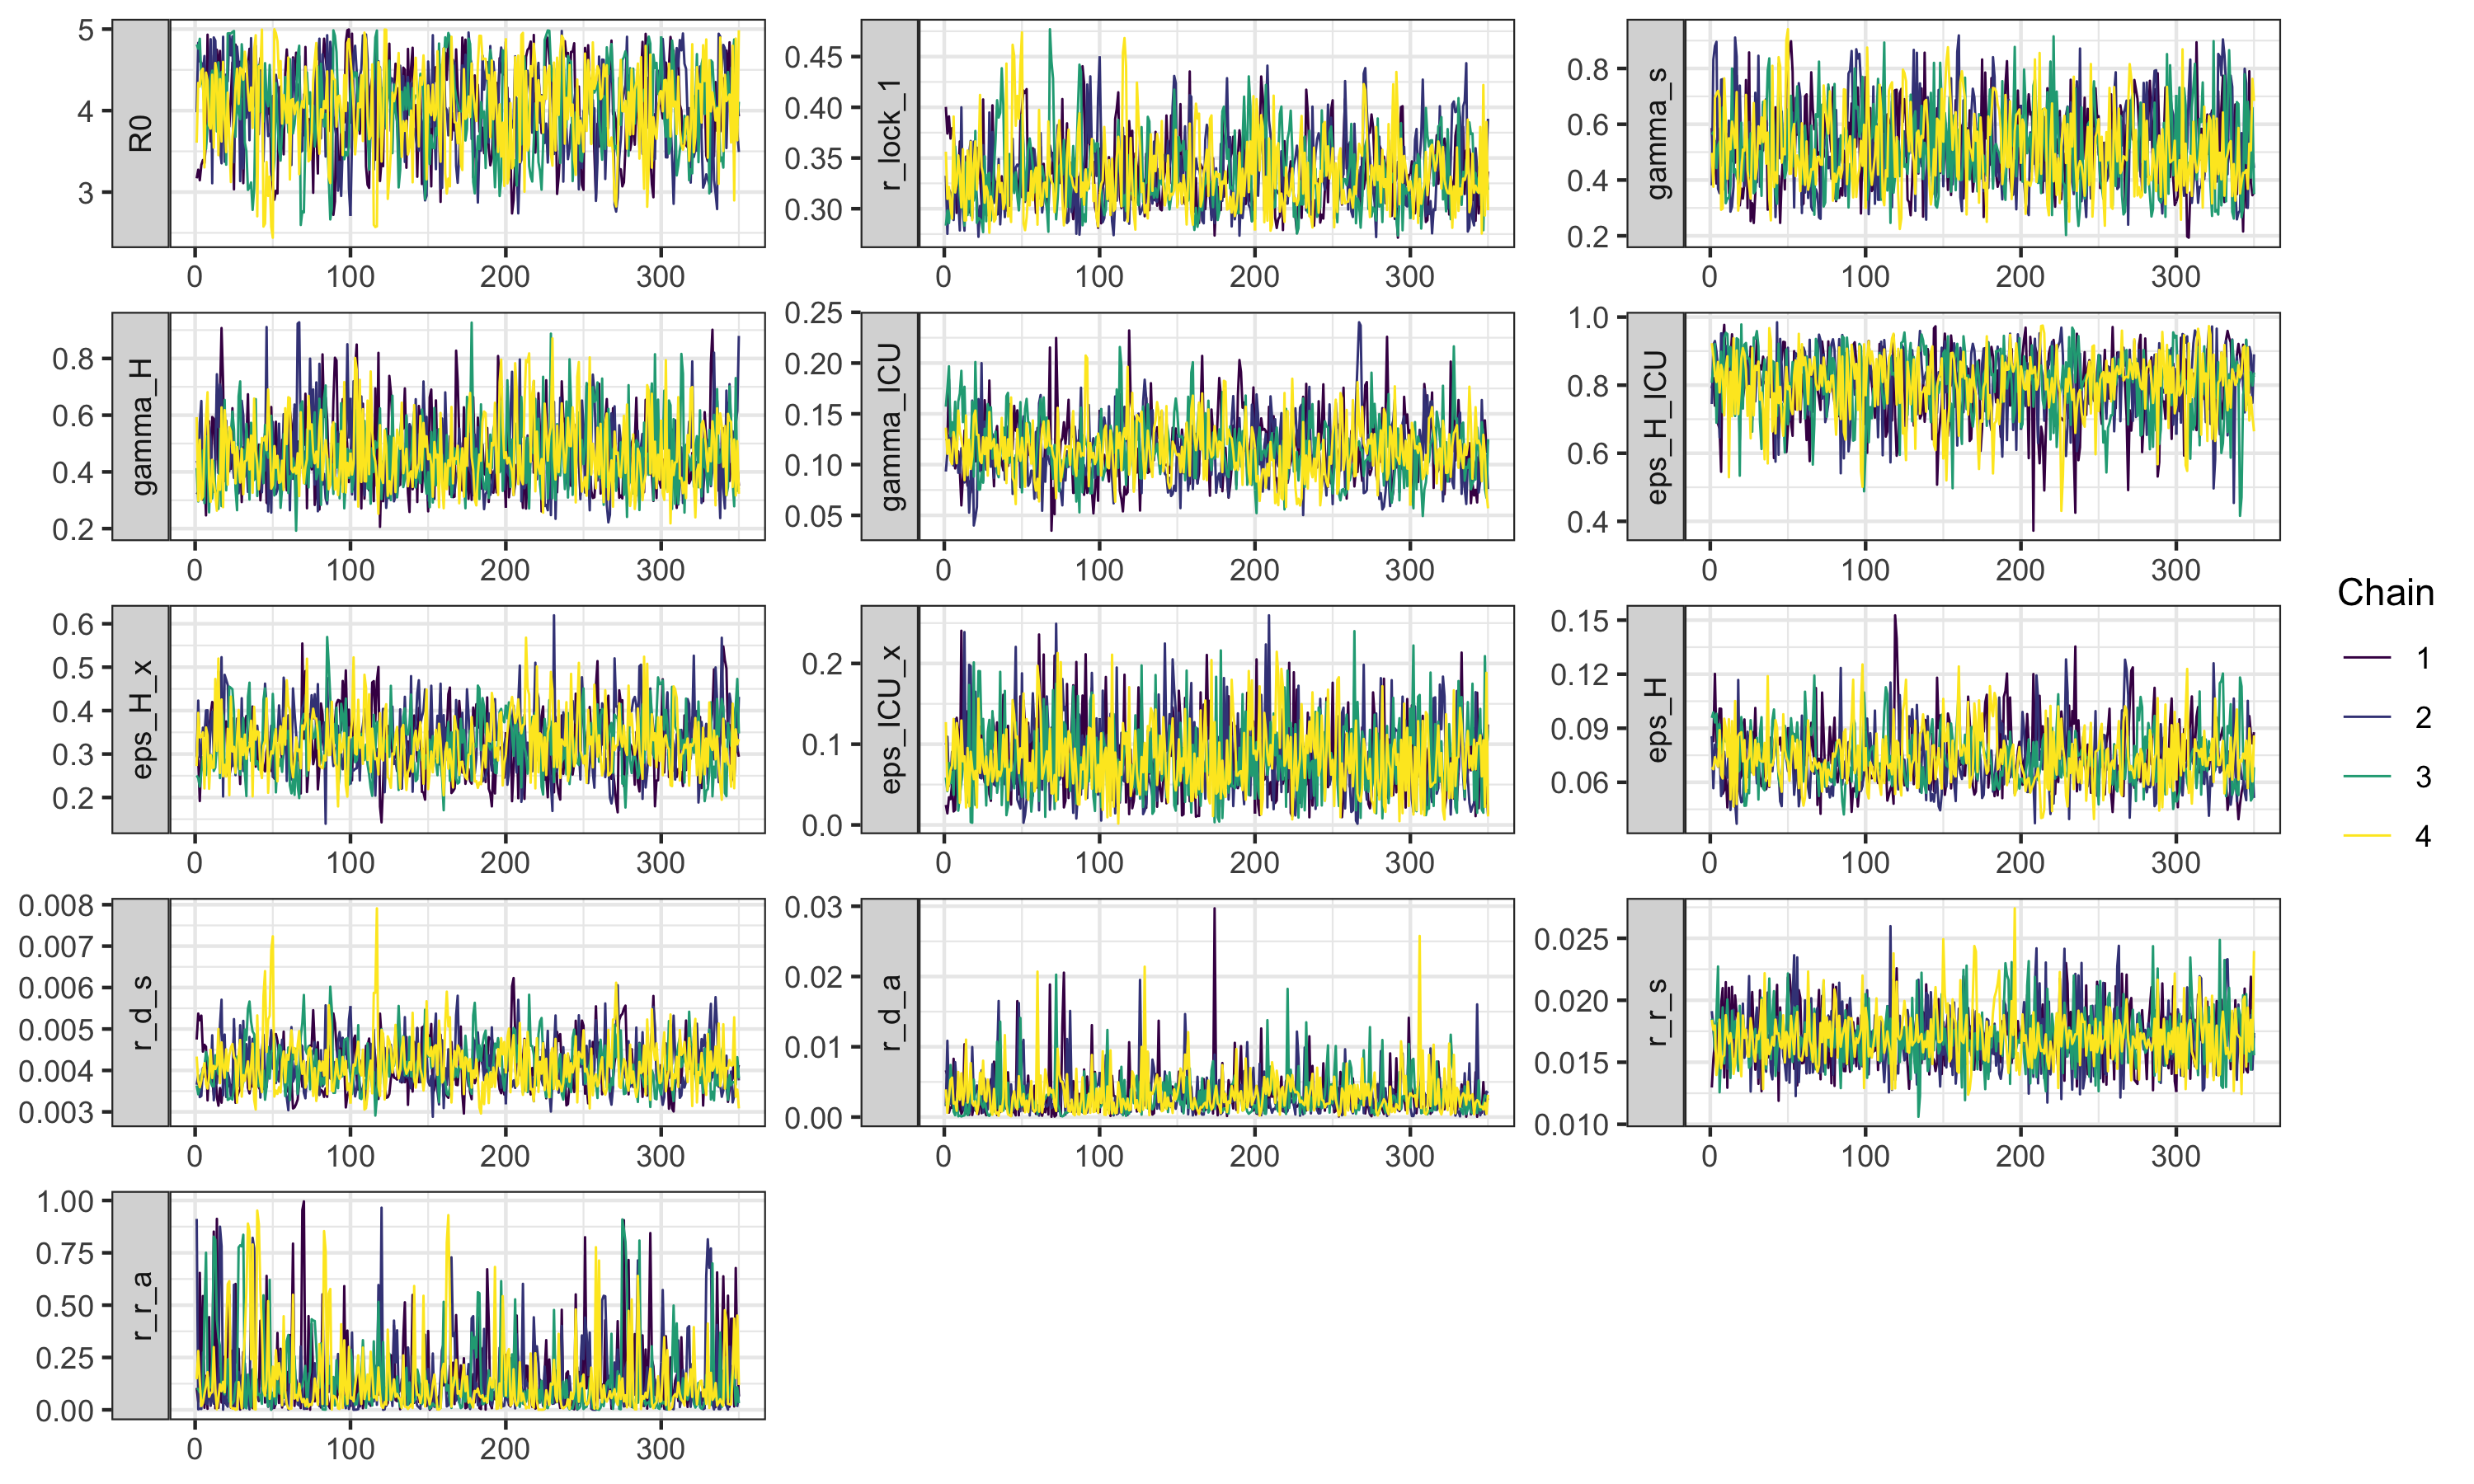 R0
5
4
3
0 100 200 300
r_lock_1
0.45
0.40
0.35
0.30
0 100 200 300
gamma_s
0.8
0.6
0.4
0.2
0 100 200 300
gamma_H
0.8
0.6
0.4
0.2
0 100 200 300
gamma_ICU
0.25
0.20
0.15
0.10
0.05
0 100 200 300
eps_H_ICU
1.0
0.8
0.6
0.4
0 100 200 300
eps_H_x
0.6
0.5
0.4
0.3
0.2
0 100 200 300
eps_ICU_x
0.2
0.1
0.0
0 100 200 300
eps_H
0.15
0.12
0.09
0.06
0 100 200 300
r_d_s
0.008
0.007
0.006
0.005
0.004
0.003
0 100 200 300
r_d_a
0.03
0.02
0.01
0.00
0 100 200 300
r_r_s
0.025
0.020
0.015
0.010
0 100 200 300
r_r_a
1.00
0.75
0.50
0.25
0.00
0 100 200 300
Chain
1
2
3
4